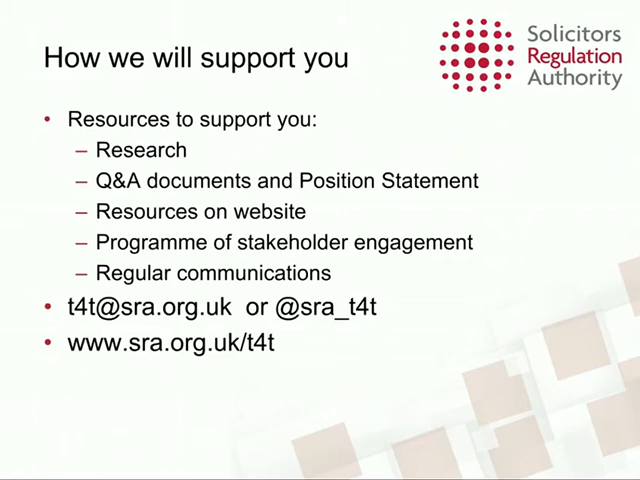 How we will support you
Solicitors
Regulation
Authority
• Resources to support you:
– Research
– Q&A documents and Position Statement
– Resources on website
– Programme of stakeholder engagement
– Regular communications
• t4t@sra.org.uk or @sra_t4t
• www.sra.org.uk/t4t